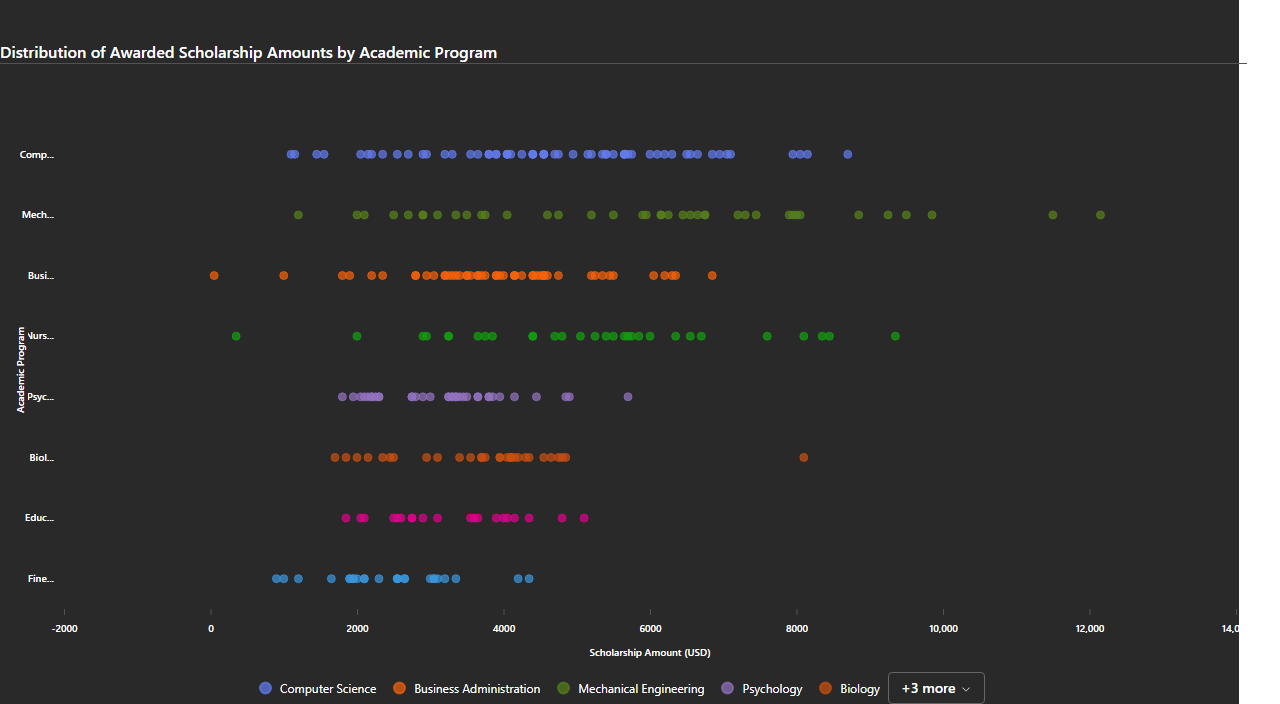 Distribution of Awarded Scholarship Amounts by Academic Program
Comp...
Mech...
Busi...
Nurs...
Academic Program
Psyc...
Biol...
Educ...
Fine...
-2000 0 2000 4000 6000 8000 10,000 12,000 14,0
Scholarship Amount (USD)
Computer Science Business Administration Mechanical Engineering Psychology Biology +3 more